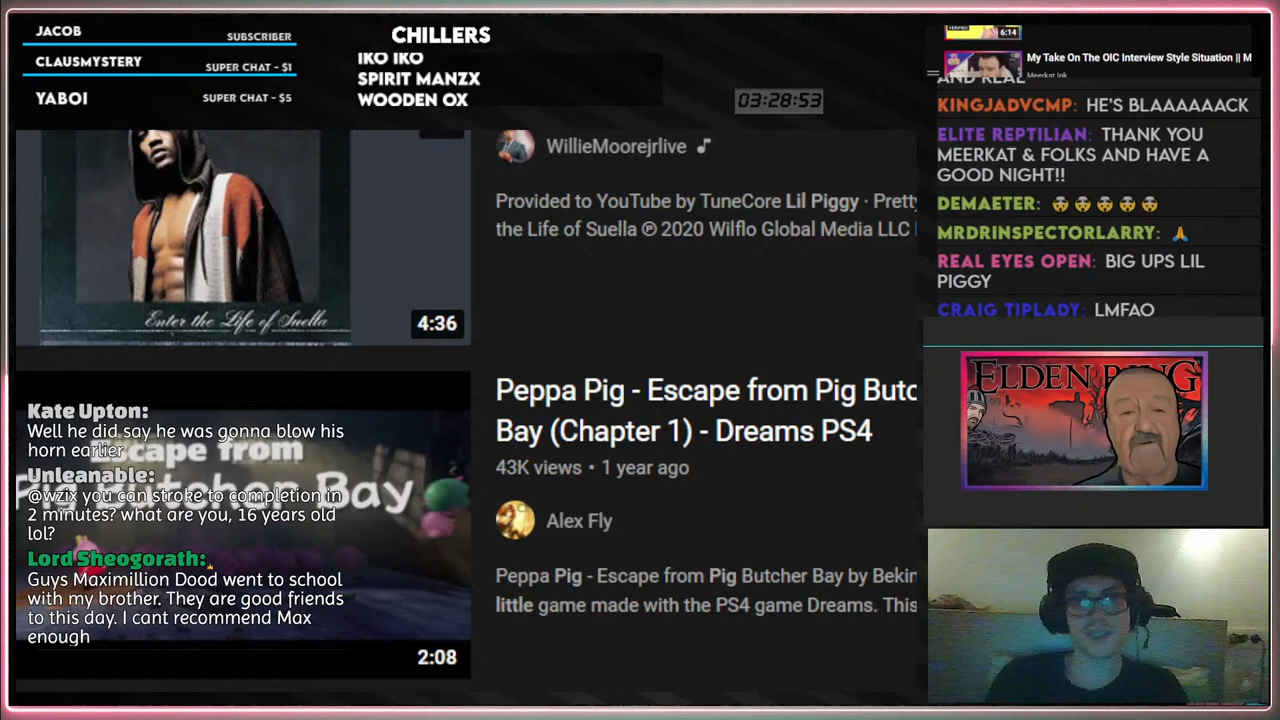 JACOB
SUBSCRIBER
CLAUSMYSTERY
SUPER CHAT - $1
YABOI
SUPER CHAT - $5
CHILLERS
IKO IKO
SPIRIT MANZX
WOODEN OX
03:28:53
6:14
My Take On The OIC Interview Style Situation || M
Meerkat Ink
AND REAL
KINGJADVCMP: HE'S BLAAAAAACK
ELITE REPTILIAN: THANK YOU
MEERKAT & FOLKS AND HAVE A
GOOD NIGHT!!
DEMAETER: 🤯 🤯 🤯 🤯 🤯
MRDRINSPECTORLARRY: 🙏
REAL EYES OPEN: BIG UPS LIL
PIGGY
CRAIG TIPLADY: LMFAO
ELDEN RING
Enter the Life of Suella
4:36
WillieMoorejrlive
Provided to YouTube by TuneCore Lil Piggy · Pretty
the Life of Suella ℗ 2020 Wilflo Global Media LLC
Peppa Pig - Escape from Pig Butc
Bay (Chapter 1) - Dreams PS4
43K views • 1 year ago
Alex Fly
Peppa Pig - Escape from Pig Butcher Bay by Bekin
little game made with the PS4 game Dreams. This
Escape from
Pig Butcher Bay
2:08
Kate Upton:
Well he did say he was gonna blow his
horn earlier
Unleanable:
@wzix you can stroke to completion in
2 minutes? what are you, 16 years old
lol?
Lord Sheogorath:
Guys Maximillion Dood went to school
with my brother. They are good friends
to this day. I cant recommend Max
enough